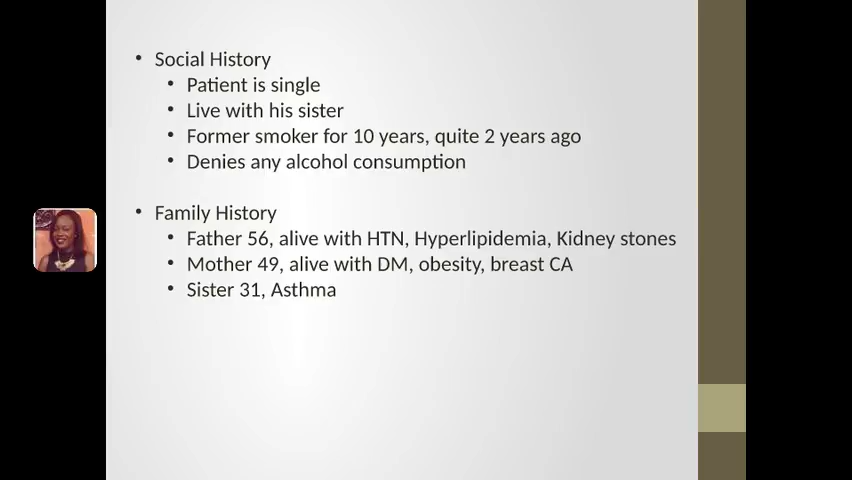 • Social History
• Patient is single
• Live with his sister
• Former smoker for 10 years, quite 2 years ago
• Denies any alcohol consumption
• Family History
• Father 56, alive with HTN, Hyperlipidemia, Kidney stones
• Mother 49, alive with DM, obesity, breast CA
• Sister 31, Asthma